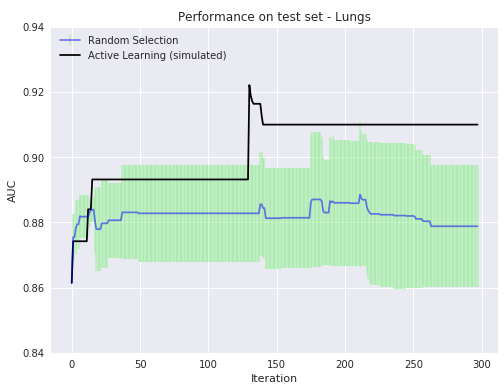 Performance on test set - Lungs
Random Selection
Active Learning (simulated)
0.94
0.92
0.90
0.88
0.86
0.84
AUC
0 50 100 150 200 250 300
Iteration